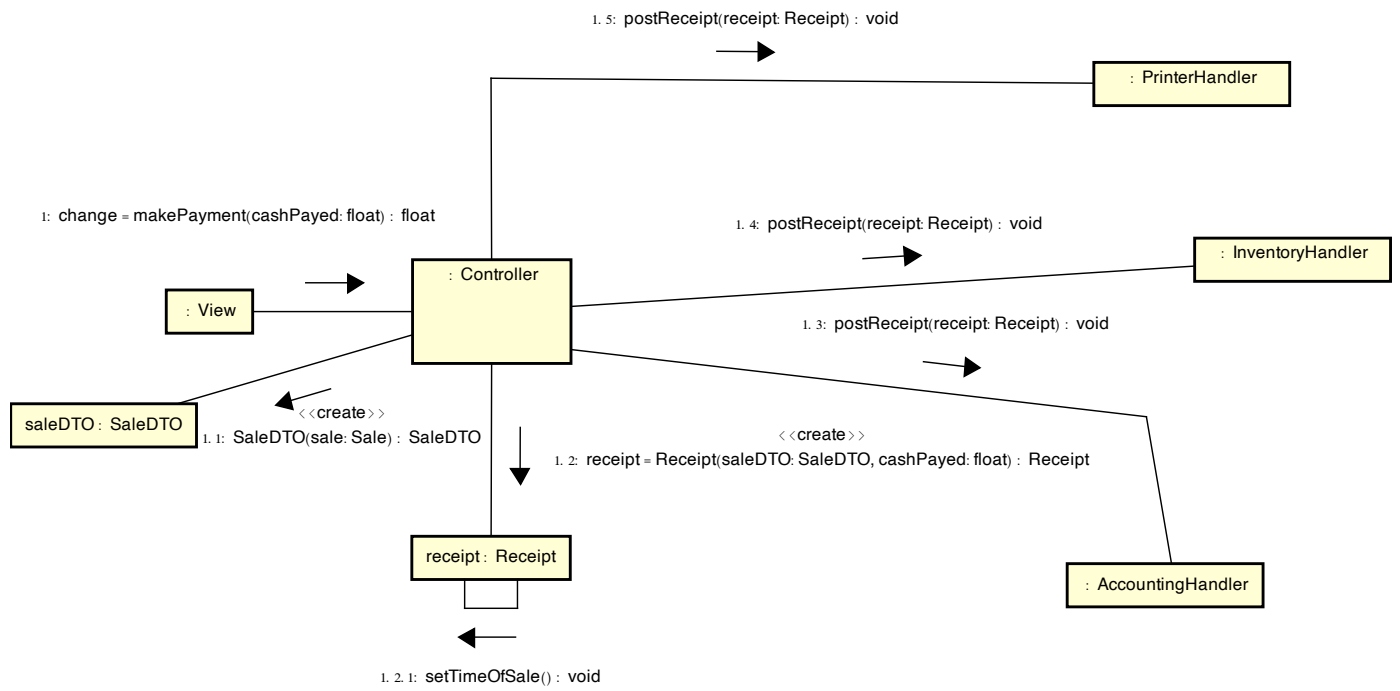 1. 5: postReceipt(receipt: Receipt) : void
: PrinterHandler
1: change = makePayment(cashPayed: float) : float
1. 4: postReceipt(receipt: Receipt) : void
: Controller
: InventoryHandler
: View
1. 3: postReceipt(receipt: Receipt) : void
saleDTO : SaleDTO
<<create>>
1. 1: SaleDTO(sale: Sale) : SaleDTO
<<create>>
1. 2: receipt = Receipt(saleDTO: SaleDTO, cashPayed: float) : Receipt
receipt : Receipt
: AccountingHandler
1. 2. 1: setTimeOfSale() : void